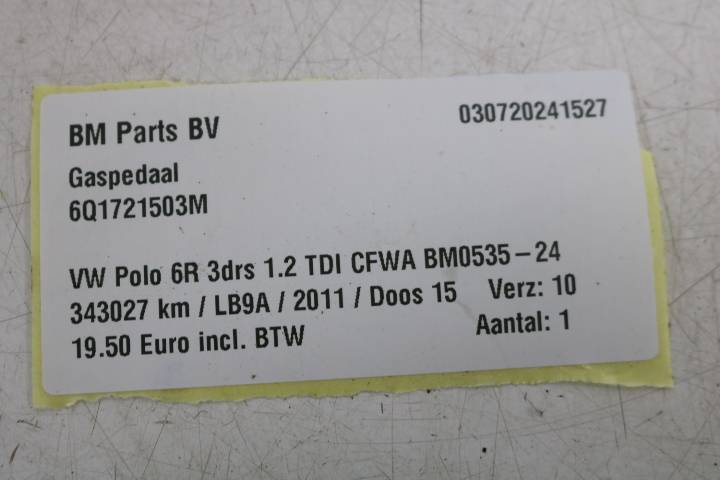 BM Parts BV 030720241527
Gaspedaal
6Q1721503M
VW Polo 6R 3drs 1.2 TDI CFWA BM0535-24
343027 km / LB9A / 2011 / Doos 15 Verz: 10
19.50 Euro incl. BTW Aantal: 1